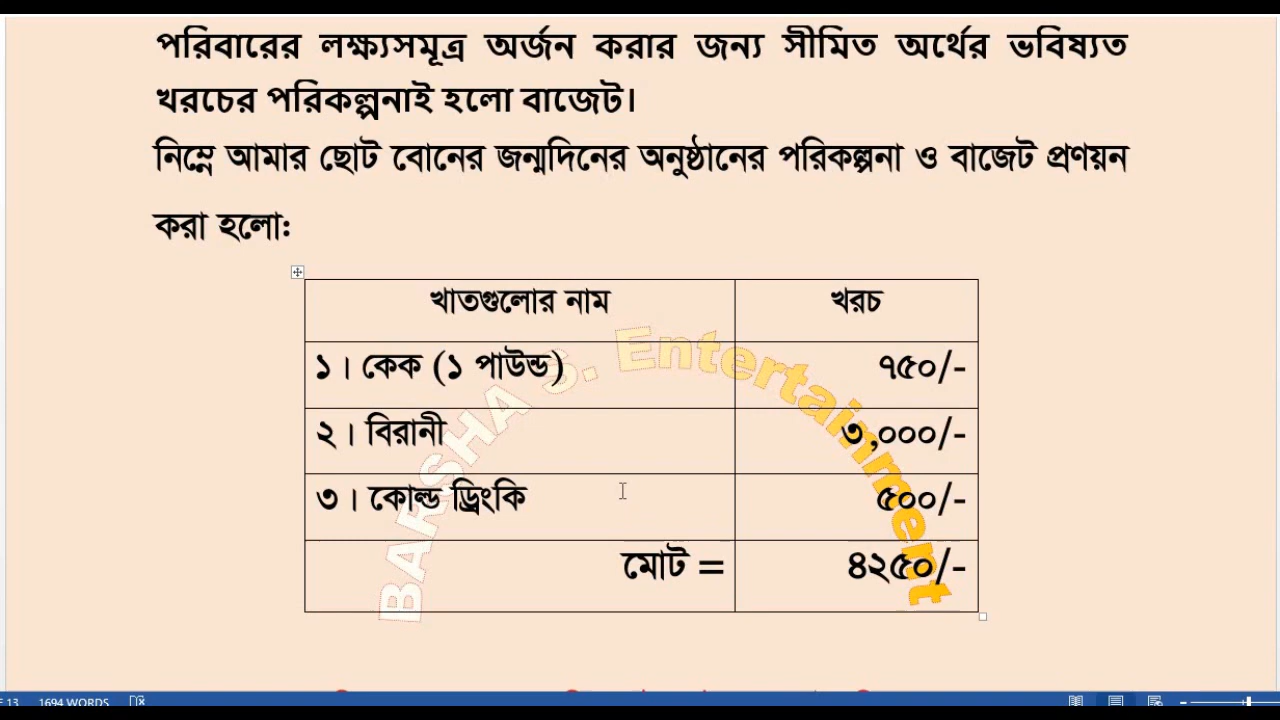 পরিবারের লক্ষ্যসমূত্র অর্জন করার জন্য সীমিত অর্থের ভবিষ্যত
খরচের পরিকল্পনাই হলো বাজেট।
নিম্নে আমার ছোট বোনের জন্মদিনের অনুষ্ঠানের পরিকল্পনা ও বাজেট প্রণয়ন
করা হলো:
খাতগুলোর নাম খরচ
১। কেক (১ পাউন্ড) ৭৫০/-
২। বিরানী ৩,০০০/-
৩। কোল্ড ড্রিংকি ৫০০/-
মোট = ৪২৫০/-
BARSHA S. Entertainment
13 1694 WORDS